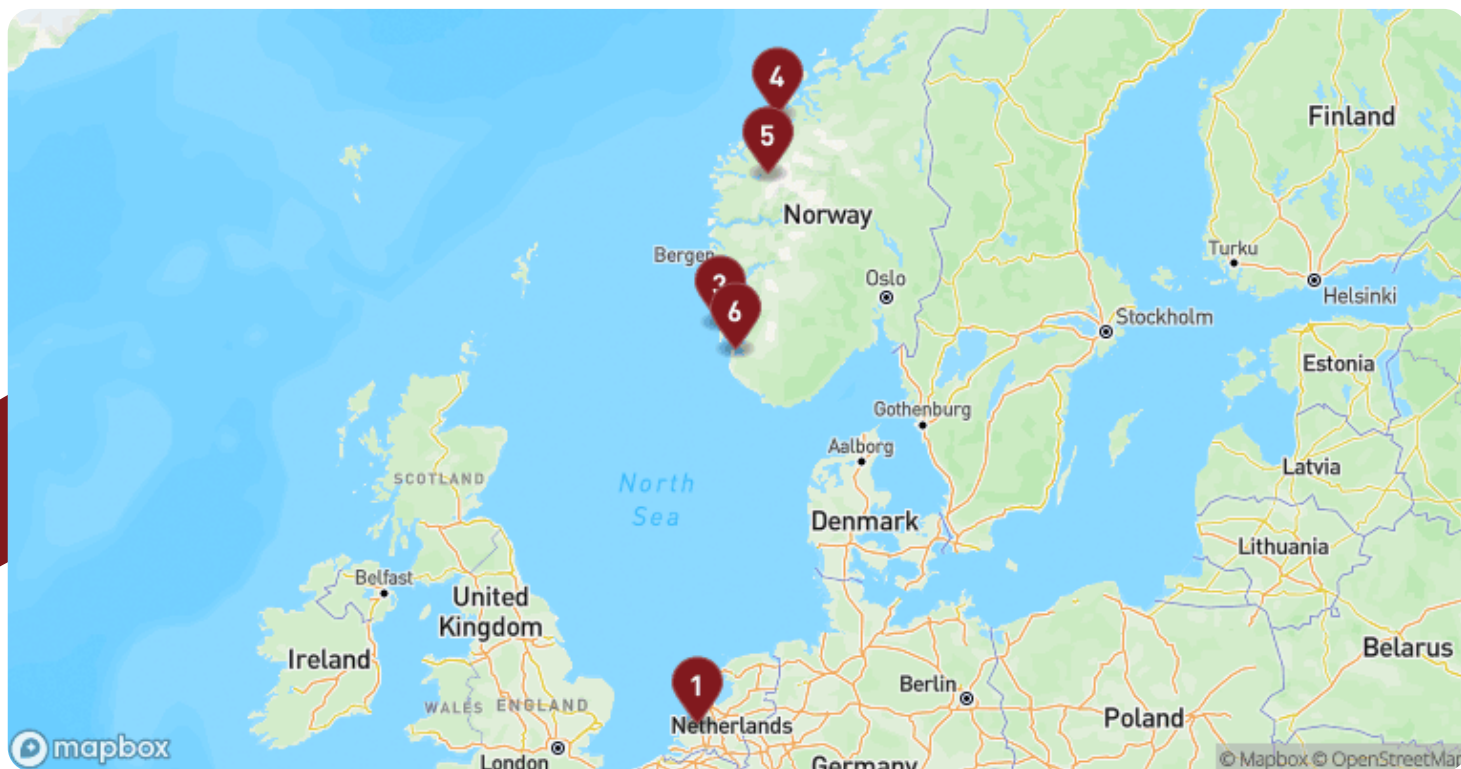 4
Finland
5
Norway
Bergen
Turku
Oslo
Helsinki
3
6
Stockholm
Estonia
Gothenburg
Aalborg
Latvia
SCOTLAND
North
Sea
Denmark
Lithuania
Belfast
United
Kingdom
Belarus
Ireland
1
Berlin
WALES
ENGLAND
Poland
Netherlands
mapbox
London
Germany
© Mapbox © OpenStreetMap